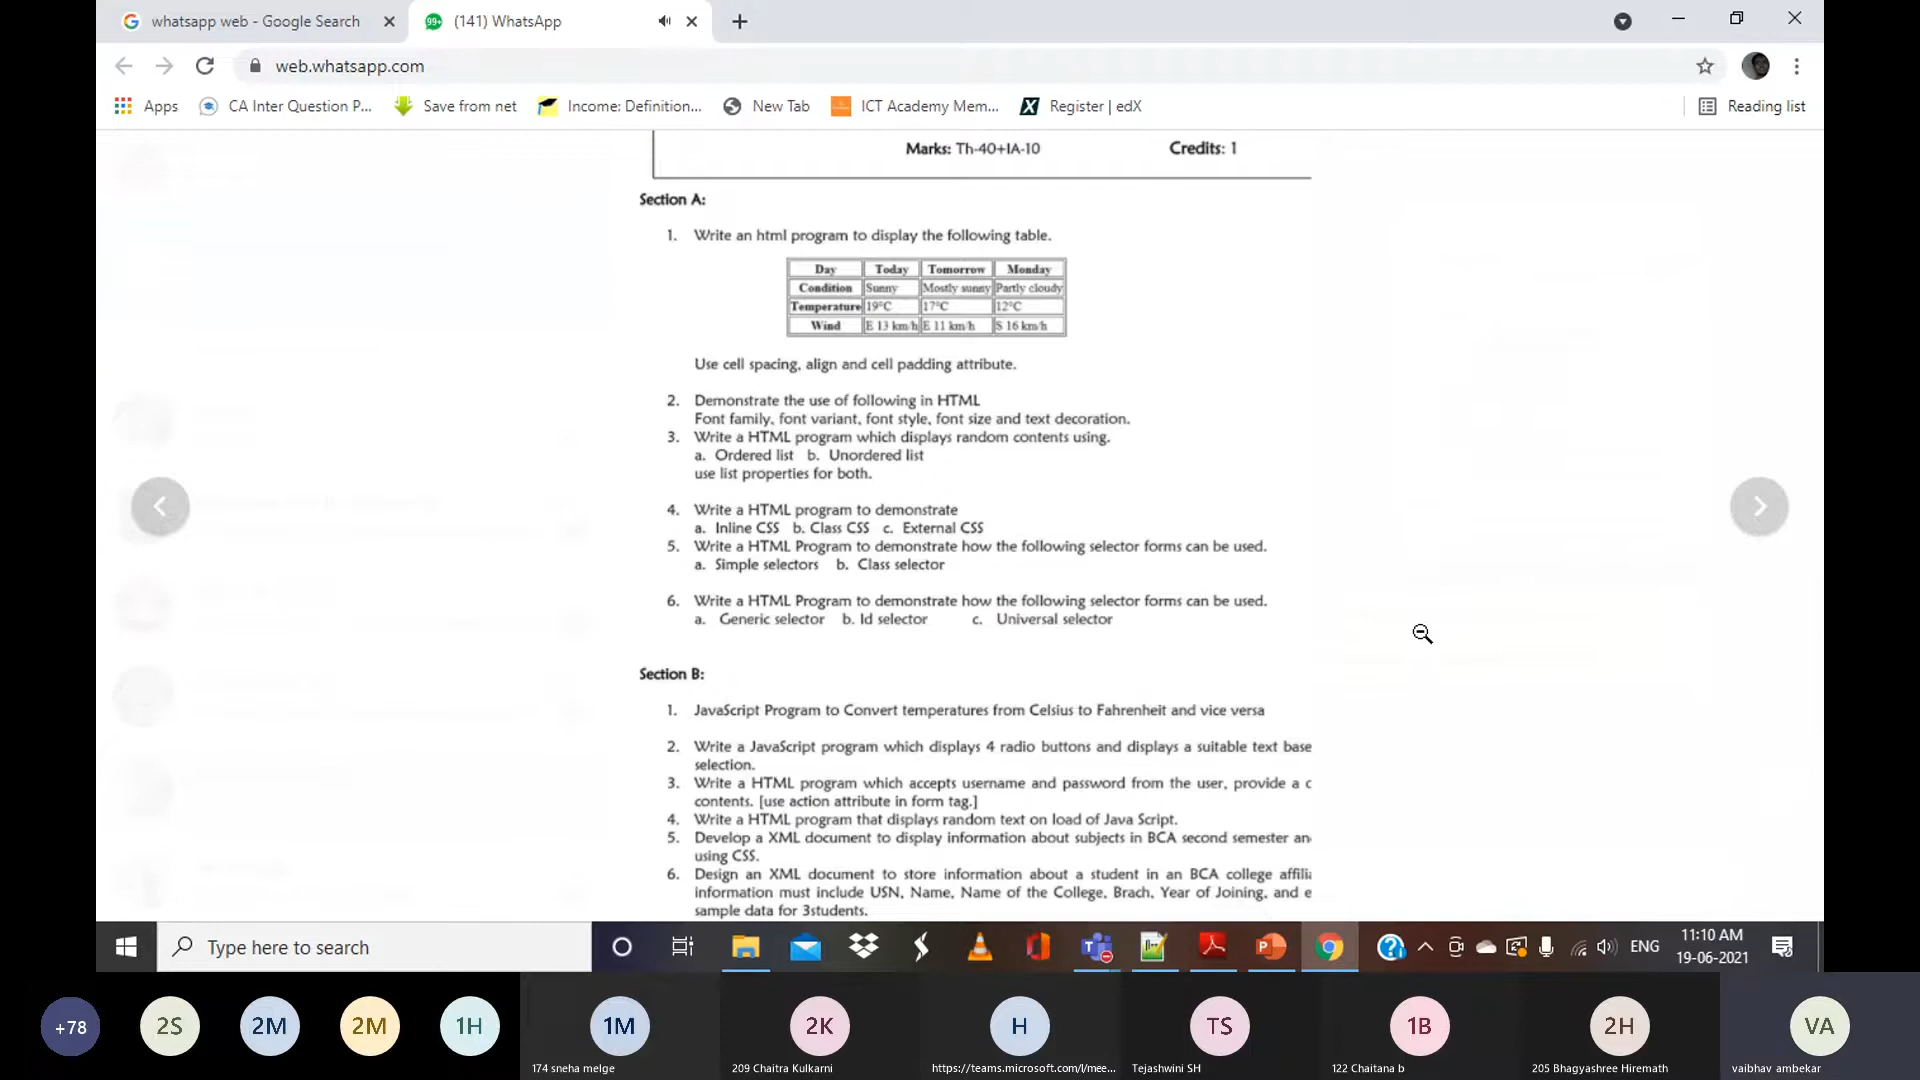 whatsapp web - Google Search
99+ (141) WhatsApp
web.whatsapp.com
Apps CA Inter Question P... Save from net Income: Definition... New Tab ICT Academy Mem... Register | edX Reading list
Marks: Th-40+IA-10 Credits: 1
Section A:
1. Write an html program to display the following table.
Day Today Tomorrow Monday
Condition Sunny Mostly sunny Partly cloudy
Temperature 19°C 17°C 12°C
Wind E 13 km/h E 11 km/h S 16 km/h
Use cell spacing, align and cell padding attribute.
2. Demonstrate the use of following in HTML
Font family, font variant, font style, font size and text decoration.
3. Write a HTML program which displays random contents using.
a. Ordered list b. Unordered list
use list properties for both.
4. Write a HTML program to demonstrate
a. Inline CSS b. Class CSS c. External CSS
5. Write a HTML Program to demonstrate how the following selector forms can be used.
a. Simple selectors b. Class selector
6. Write a HTML Program to demonstrate how the following selector forms can be used.
a. Generic selector b. Id selector c. Universal selector
Section B:
1. JavaScript Program to Convert temperatures from Celsius to Fahrenheit and vice versa
2. Write a JavaScript program which displays 4 radio buttons and displays a suitable text base
selection.
3. Write a HTML program which accepts username and password from the user, provide a c
contents. [use action attribute in form tag.]
4. Write a HTML program that displays random text on load of Java Script.
5. Develop a XML document to display information about subjects in BCA second semester an
using CSS.
6. Design an XML document to store information about a student in an BCA college affili
information must include USN, Name, Name of the College, Brach, Year of Joining, and e
sample data for 3students.
Type here to search
ENG
11:10 AM
19-06-2021
+78 2S 2M 2M 1H 1M 2K H TS 1B 2H VA
174 sneha melge 209 Chaitra Kulkarni https://teams.microsoft.com/l/mee... Tejashwini SH 122 Chaitana b 205 Bhagyashree Hiremath vaibhav ambekar